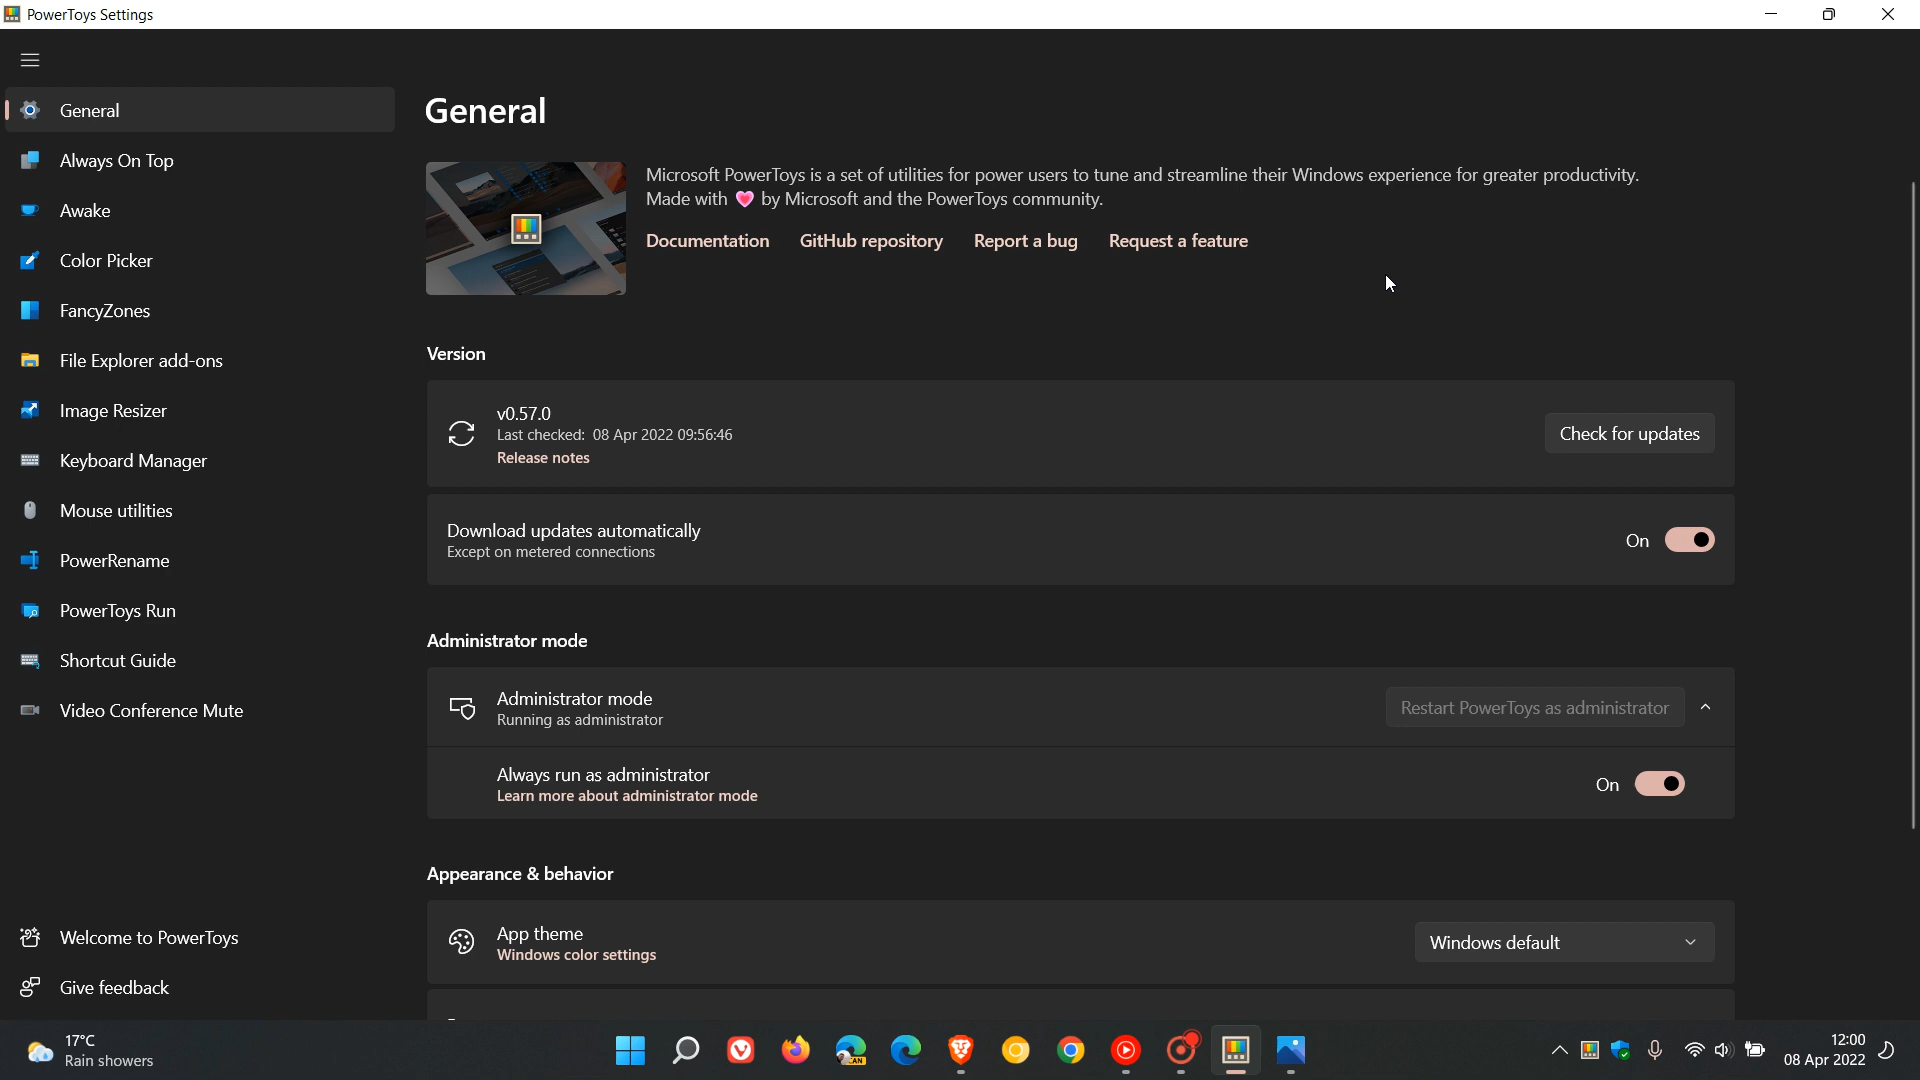 PowerToys Settings
General
Always On Top
Awake
Color Picker
FancyZones
File Explorer add-ons
Image Resizer
Keyboard Manager
Mouse utilities
PowerRename
PowerToys Run
Shortcut Guide
Video Conference Mute
Welcome to PowerToys
Give feedback
General
Microsoft PowerToys is a set of utilities for power users to tune and streamline their Windows experience for greater productivity.
Made with 💗 by Microsoft and the PowerToys community.
Documentation GitHub repository Report a bug Request a feature
Version
v0.57.0
Last checked: 08 Apr 2022 09:56:46
Release notes
Check for updates
Download updates automatically
Except on metered connections
On
Administrator mode
Administrator mode
Running as administrator
Restart PowerToys as administrator
Always run as administrator
Learn more about administrator mode
On
Appearance & behavior
App theme
Windows color settings
Windows default
17°C
Rain showers
CAN
12:00
08 Apr 2022